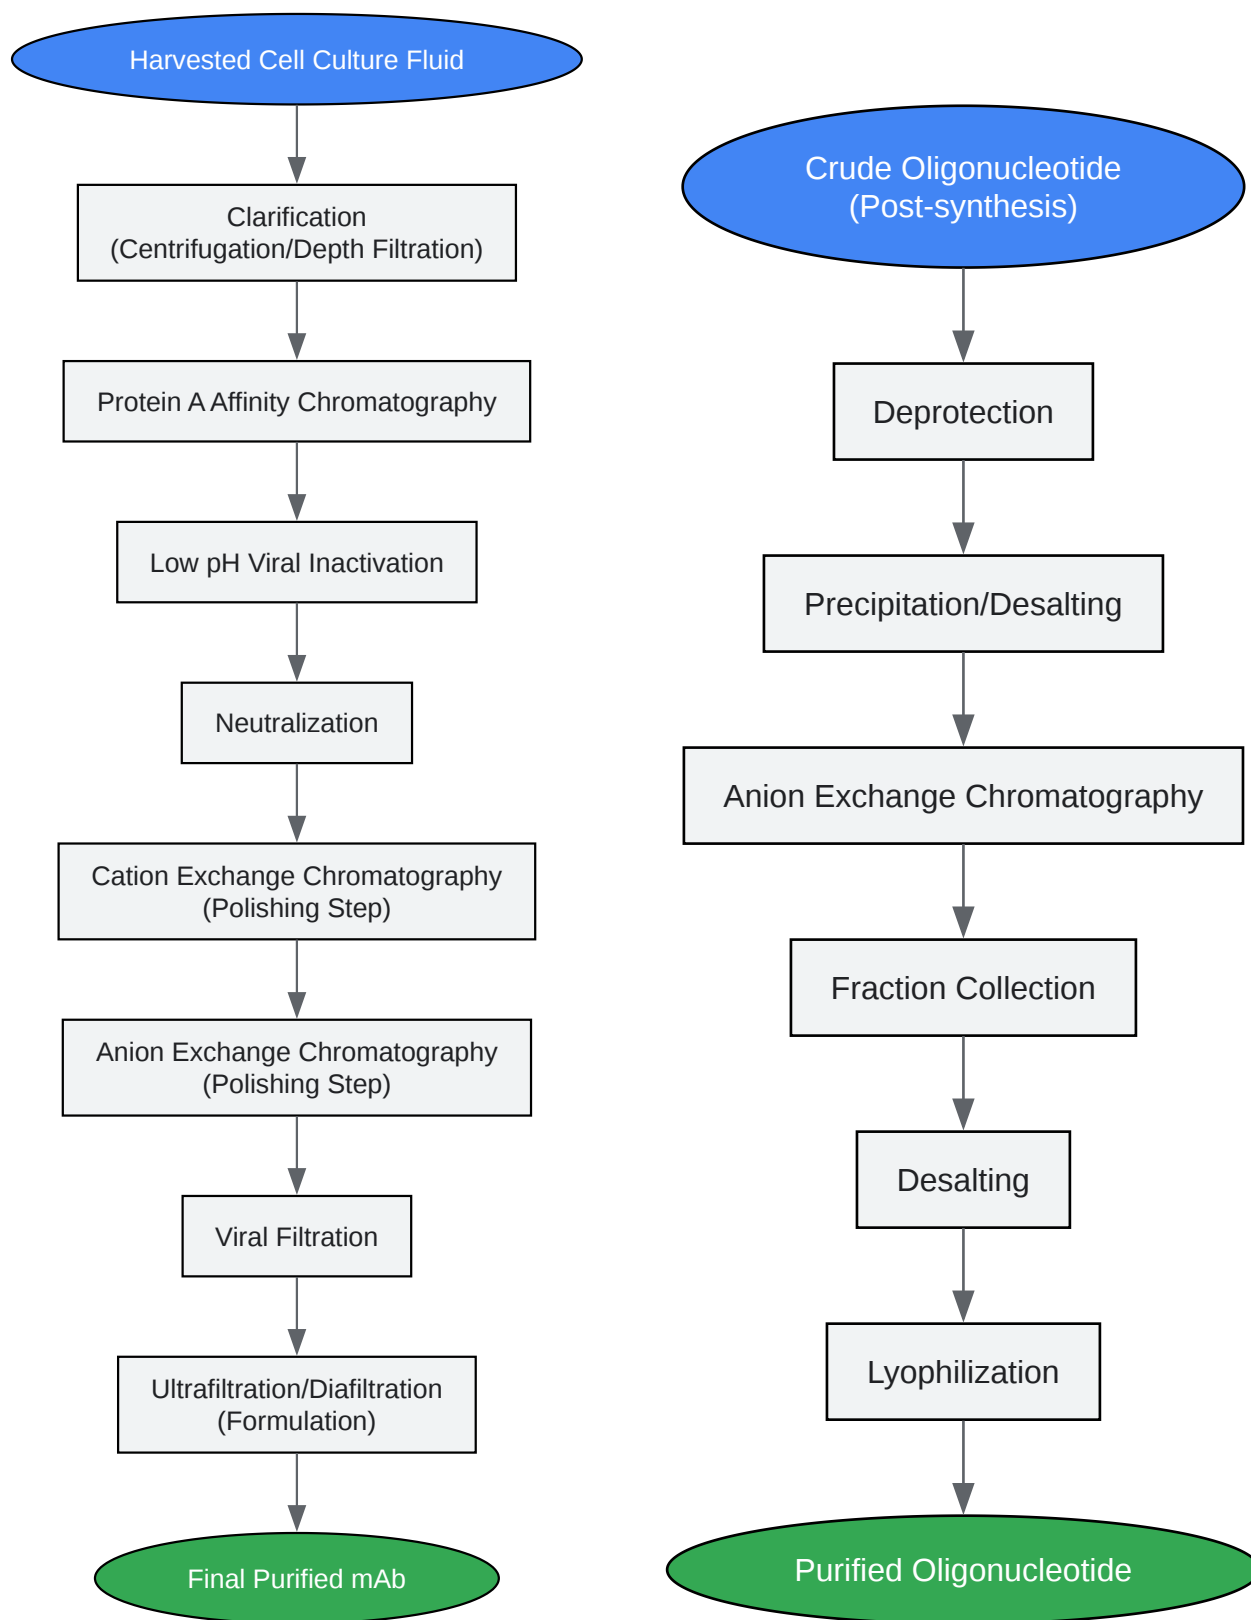 Harvested Cell Culture Fluid
Clarification
(Centrifugation/Depth Filtration)
Protein A Affinity Chromatography
Low pH Viral Inactivation
Neutralization
Cation Exchange Chromatography
(Polishing Step)
Anion Exchange Chromatography
(Polishing Step)
Viral Filtration
Ultrafiltration/Diafiltration
(Formulation)
Final Purified mAb
Crude Oligonucleotide
(Post-synthesis)
Deprotection
Precipitation/Desalting
Anion Exchange Chromatography
Fraction Collection
Desalting
Lyophilization
Purified Oligonucleotide